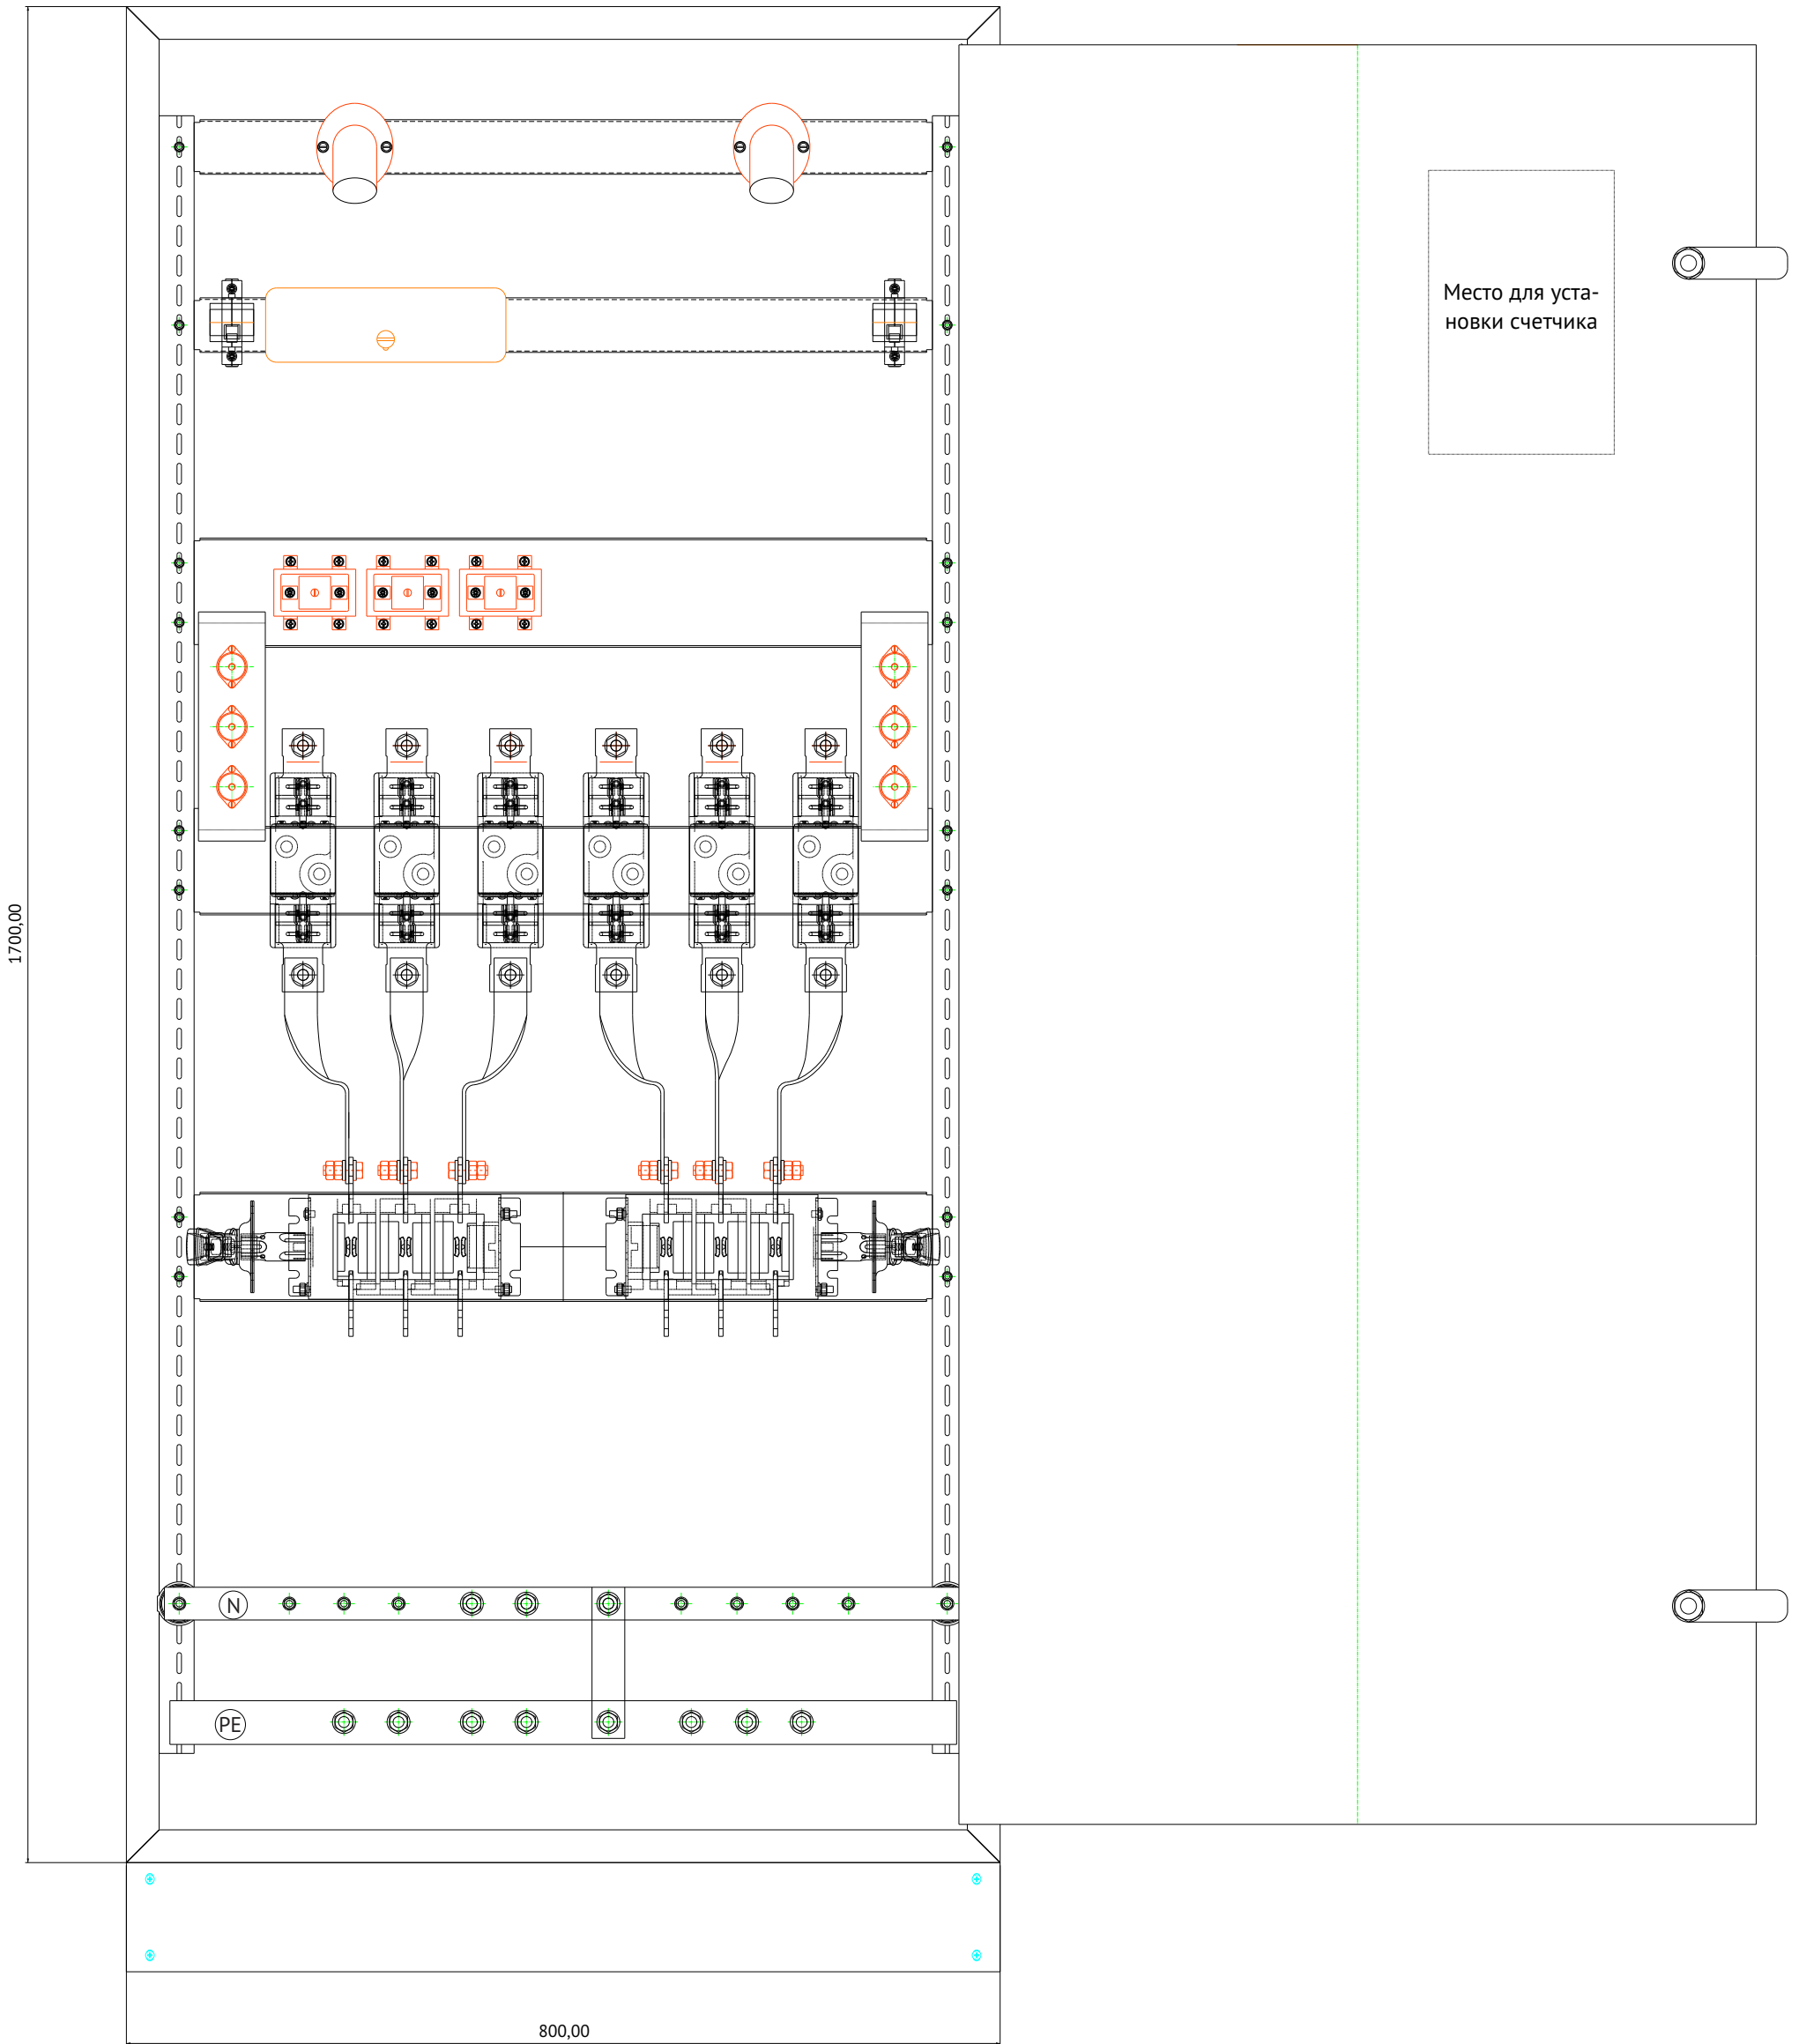 Место для уста-
новки счетчика
1700,00
N
PE
800,00